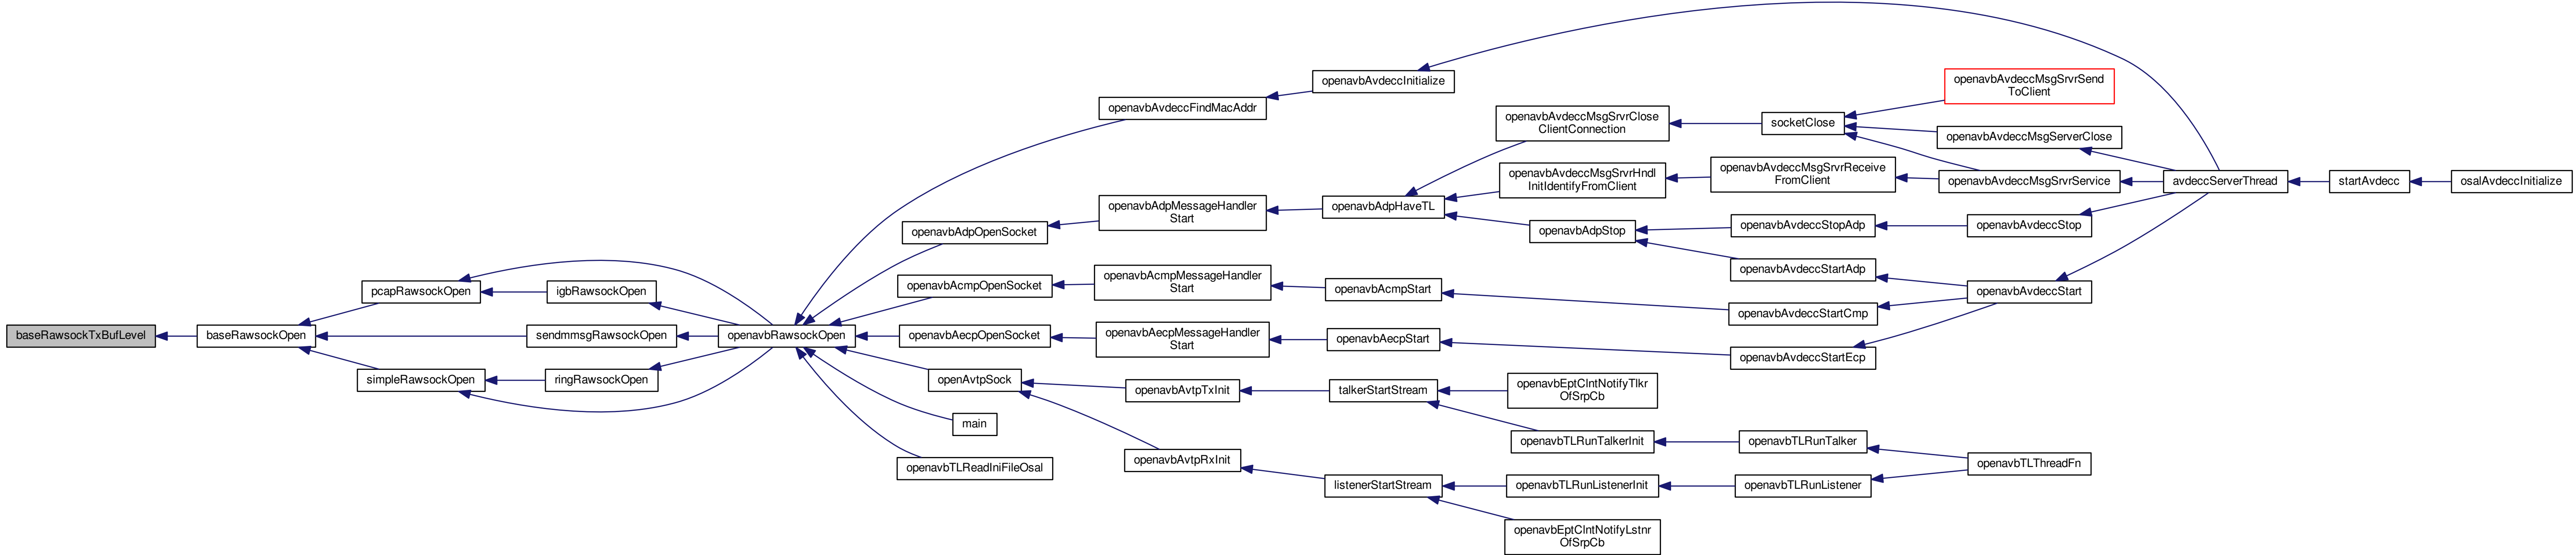 openavbAvdeccInitialize
openavbAvdeccMsgSrvrSend
ToClient
openavbAvdeccFindMacAddr
openavbAvdeccMsgSrvrClose
ClientConnection
socketClose
openavbAvdeccMsgServerClose
openavbAvdeccMsgSrvrHndl
InitIdentifyFromClient
openavbAvdeccMsgSrvrReceive
FromClient
openavbAvdeccMsgSrvrService
avdeccServerThread
startAvdecc
osalAvdeccInitialize
openavbAdpMessageHandler
Start
openavbAdpHaveTL
openavbAdpOpenSocket
openavbAdpStop
openavbAvdeccStopAdp
openavbAvdeccStop
openavbAvdeccStartAdp
pcapRawsockOpen
igbRawsockOpen
openavbAcmpOpenSocket
openavbAcmpMessageHandler
Start
openavbAcmpStart
openavbAvdeccStart
openavbAvdeccStartCmp
baseRawsockTxBufLevel
baseRawsockOpen
sendmmsgRawsockOpen
openavbRawsockOpen
openavbAecpOpenSocket
openavbAecpMessageHandler
Start
openavbAecpStart
openavbAvdeccStartEcp
simpleRawsockOpen
ringRawsockOpen
openAvtpSock
openavbAvtpTxInit
talkerStartStream
openavbEptClntNotifyTlkr
OfSrpCb
main
openavbTLRunTalkerInit
openavbTLRunTalker
openavbTLReadIniFileOsal
openavbAvtpRxInit
openavbTLThreadFn
listenerStartStream
openavbTLRunListenerInit
openavbTLRunListener
openavbEptClntNotifyLstnr
OfSrpCb